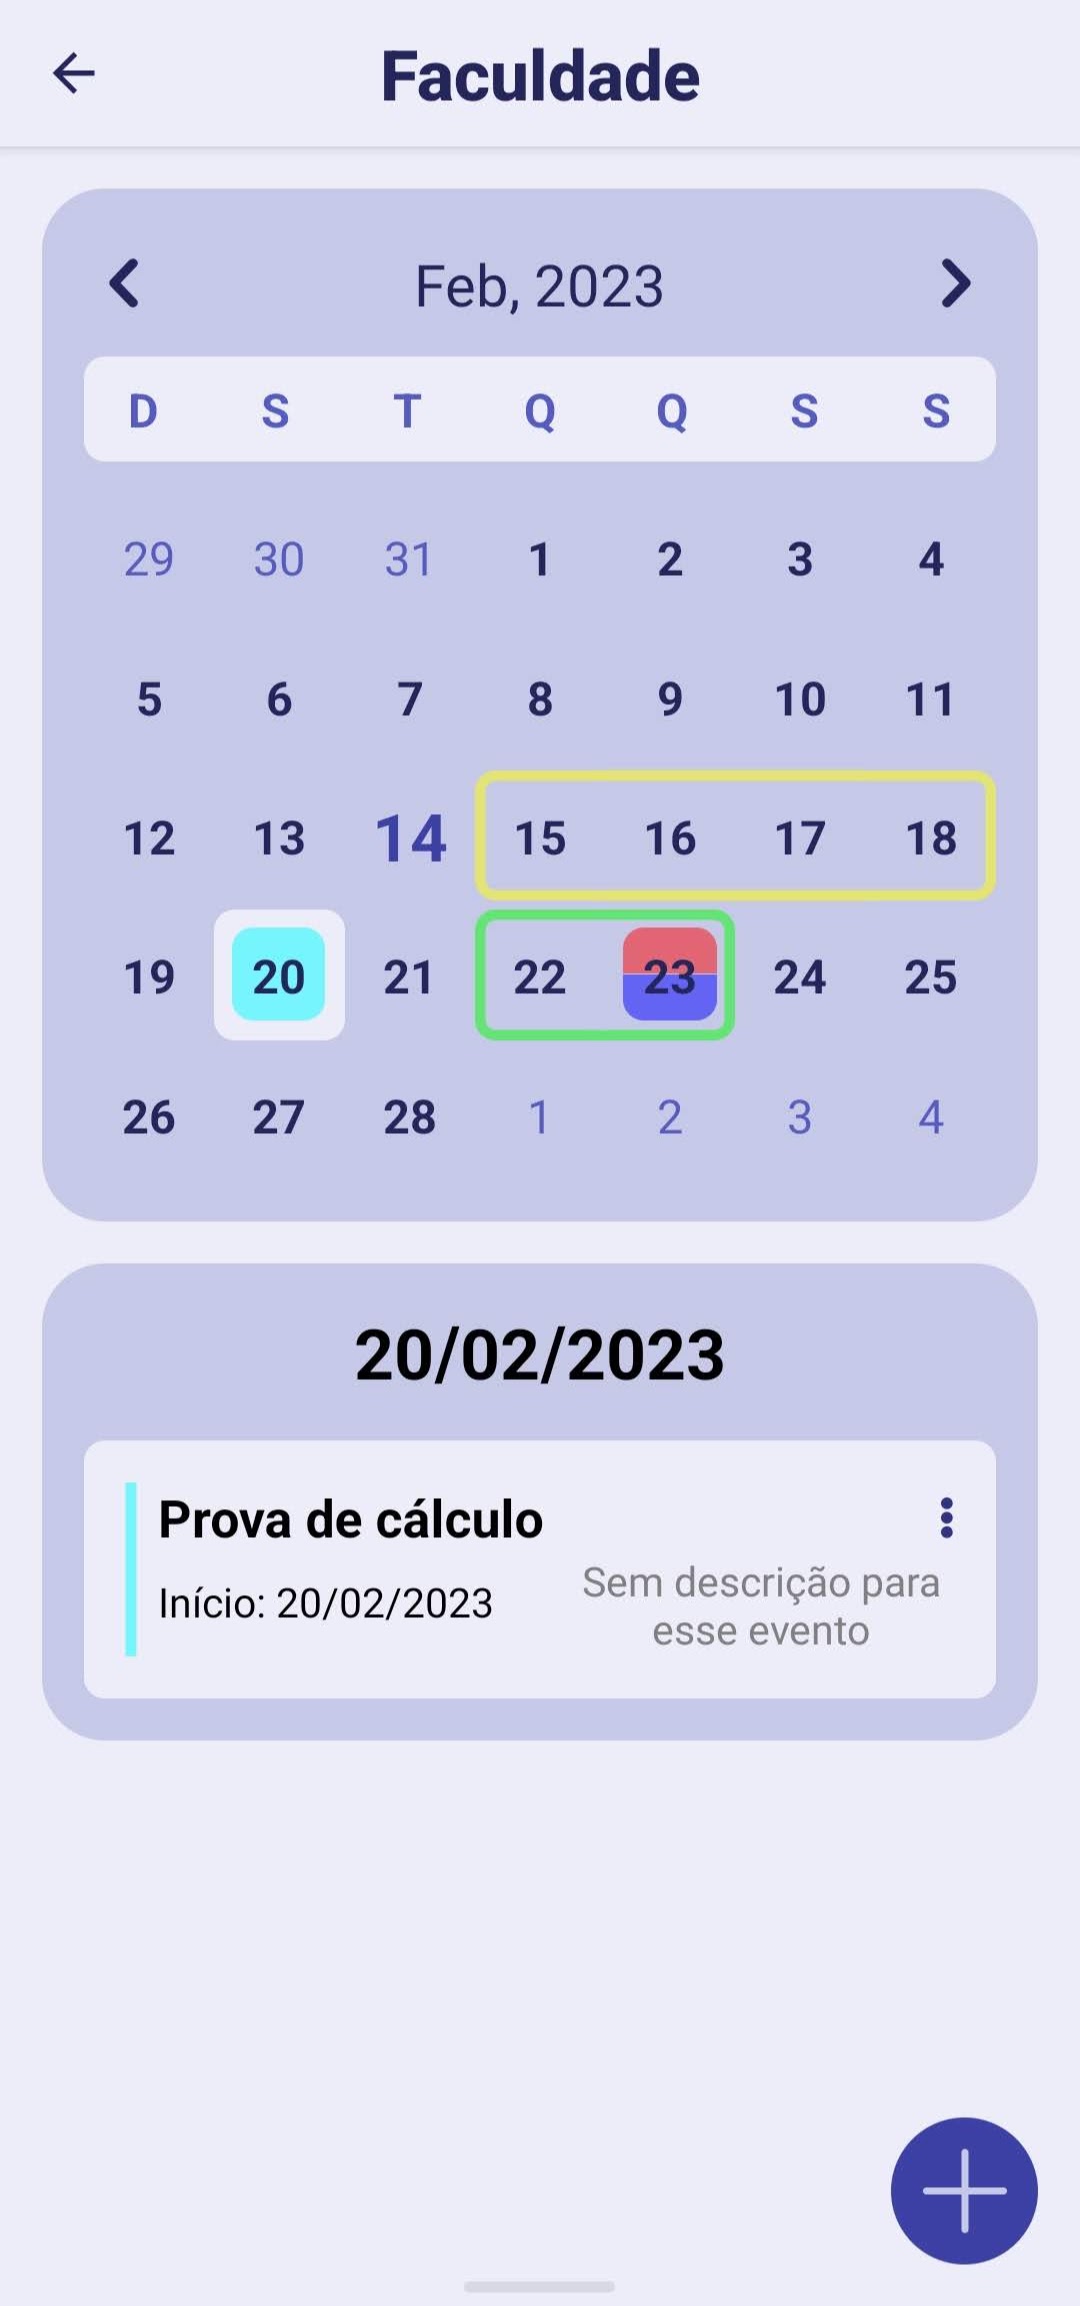 Faculdade
Feb, 2023
D S T Q Q S S
29 30 31 1 2 3 4
5 6 7 8 9 10 11
12 13 14 15 16 17 18
19 20 21 22 23 24 25
26 27 28 1 2 3 4
20/02/2023
Prova de cálculo
Início: 20/02/2023
Sem descrição para
esse evento